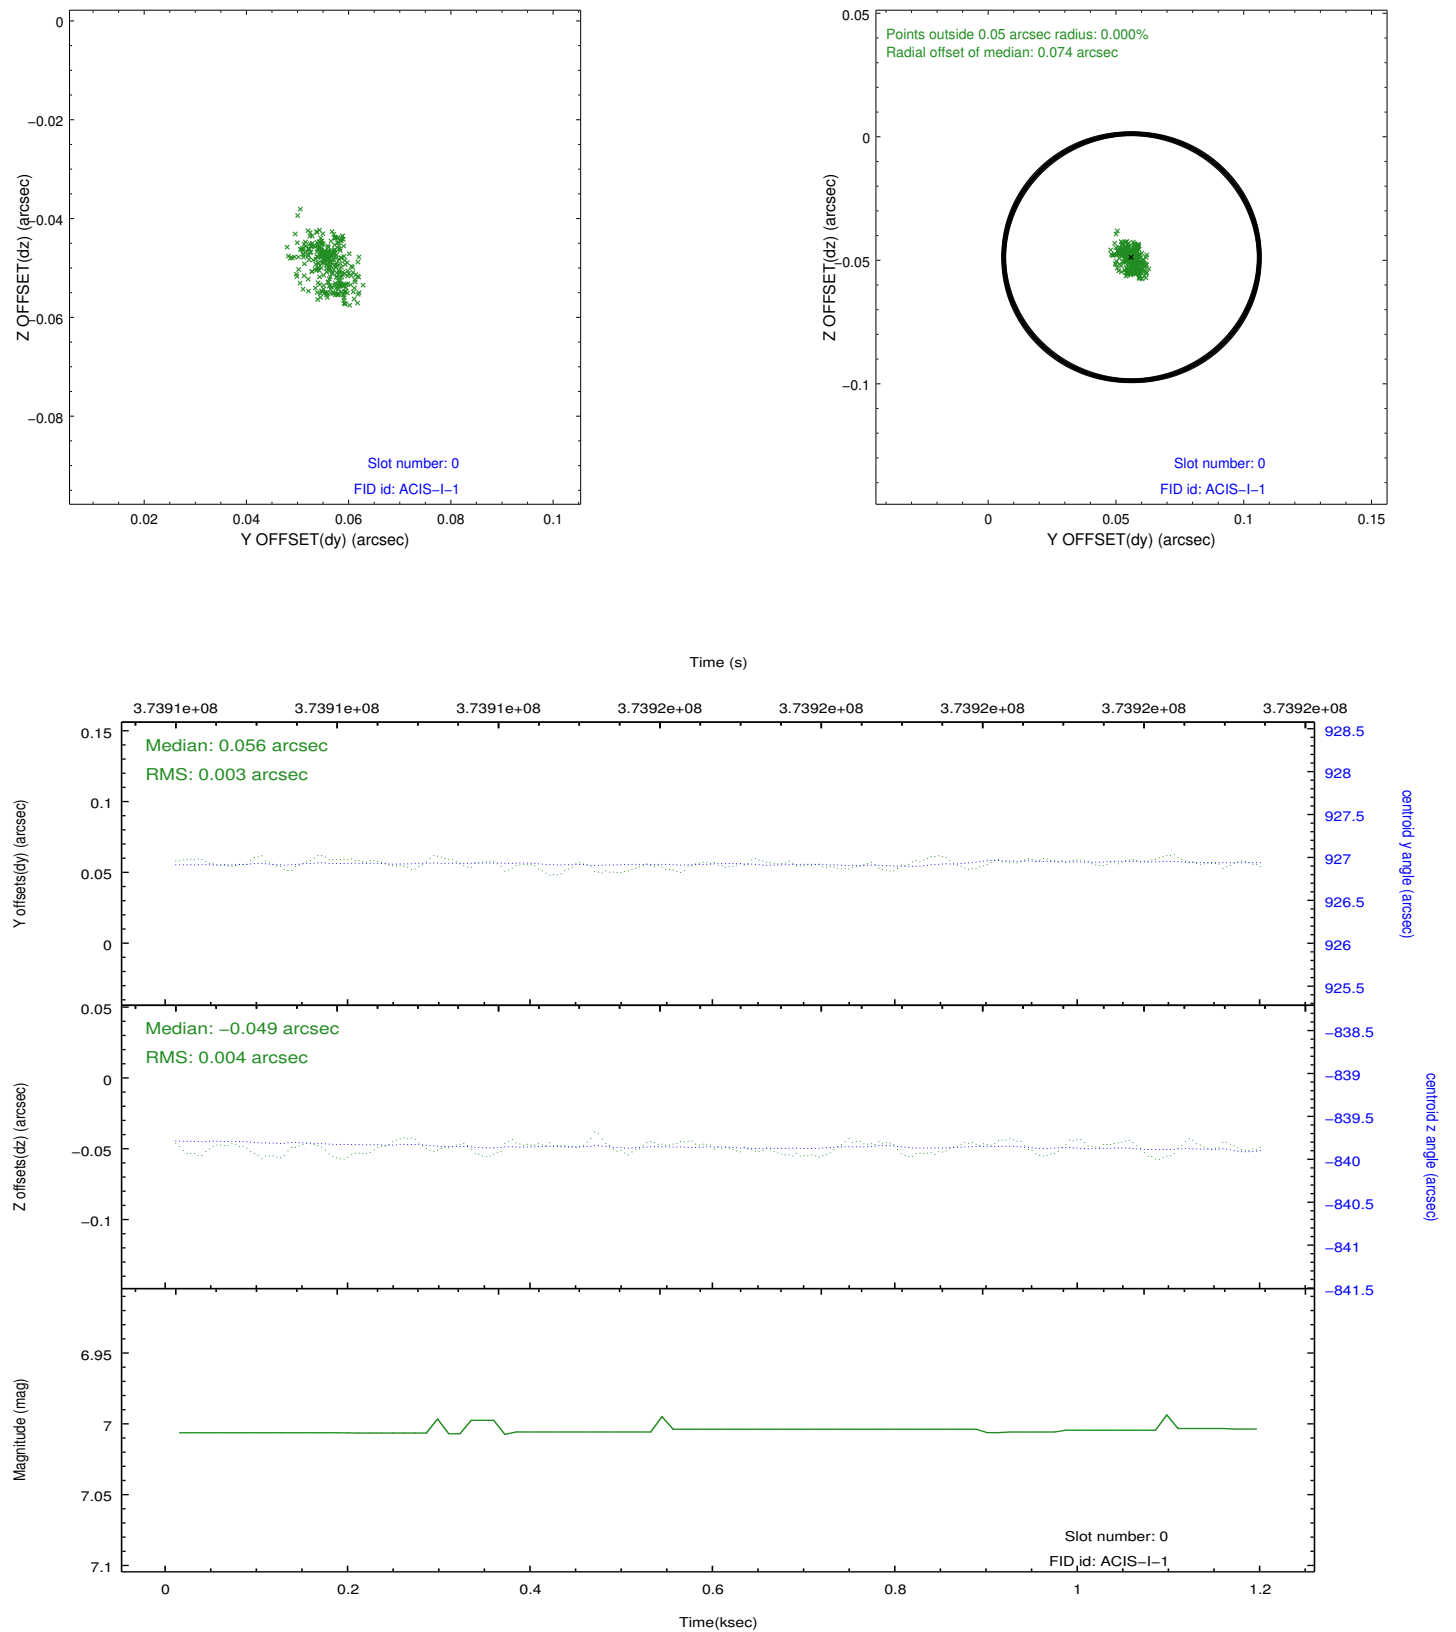 0
−0.02
−0.04
−0.06
−0.08
Z OFFSET(dz) (arcsec)
Slot number: 0
FID id: ACIS−I−1
0.02 0.04 0.06 0.08 0.1
Y OFFSET(dy) (arcsec)
0.05
0
−0.05
−0.1
Z OFFSET(dz) (arcsec)
Points outside 0.05 arcsec radius: 0.000%
Radial offset of median: 0.074 arcsec
Slot number: 0
FID id: ACIS−I−1
0 0.05 0.1 0.15
Y OFFSET(dy) (arcsec)
Time (s)
3.7391e+08 3.7391e+08 3.7391e+08 3.7392e+08 3.7392e+08 3.7392e+08 3.7392e+08 3.7392e+08
0.15
0.1
0.05
0
Y offsets(dy) (arcsec)
Median: 0.056 arcsec
RMS: 0.003 arcsec
928.5
928
927.5
927
926.5
926
925.5
centroid y angle (arcsec)
0.05
0
−0.05
−0.1
Z offsets(dz) (arcsec)
Median: −0.049 arcsec
RMS: 0.004 arcsec
−838.5
−839
−839.5
−840
−840.5
−841
−841.5
centroid z angle (arcsec)
6.95
7
7.05
7.1
Magnitude (mag)
Slot number: 0
FID id: ACIS−I−1
0 0.2 0.4 0.6 0.8 1 1.2
Time(ksec)